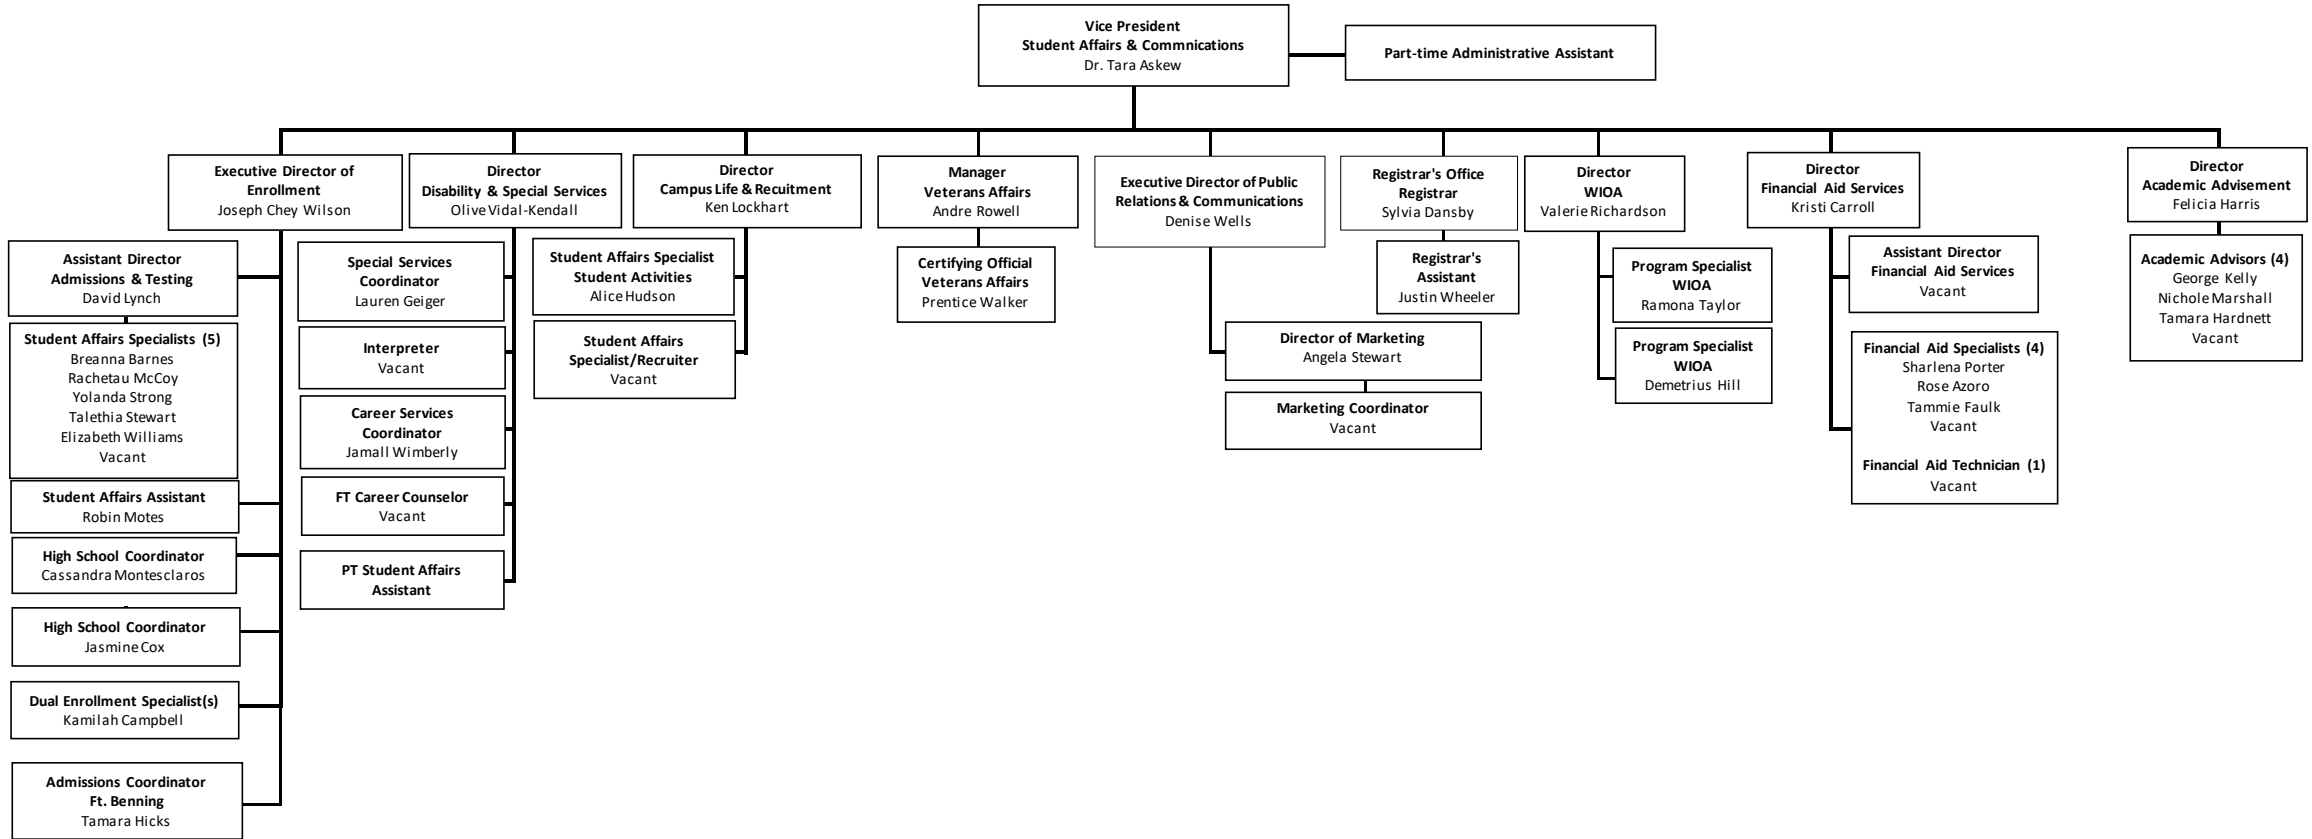 Vice President
Student Affairs & Commnications
Dr. Tara Askew
Part-time Administrative Assistant
Executive Director of
Enrollment
Joseph Chey Wilson
Director
Disability & Special Services
Olive Vidal-Kendall
Director
Campus Life & Recuitment
Ken Lockhart
Manager
Veterans Affairs
Andre Rowell
Executive Director of Public
Relations & Communications
Denise Wells
Registrar's Office
Registrar
Sylvia Dansby
Director
WIOA
Valerie Richardson
Director
Financial Aid Services
Kristi Carroll
Director
Academic Advisement
Felicia Harris
Assistant Director
Admissions & Testing
David Lynch
Student Affairs Specialists (5)
Breanna Barnes
Rachetau McCoy
Yolanda Strong
Talethia Stewart
Elizabeth Williams
Vacant
Student Affairs Assistant
Robin Motes
High School Coordinator
Cassandra Montesclaros
High School Coordinator
Jasmine Cox
Dual Enrollment Specialist(s)
Kamilah Campbell
Admissions Coordinator
Ft. Benning
Tamara Hicks
Special Services
Coordinator
Lauren Geiger
Interpreter
Vacant
Career Services
Coordinator
Jamall Wimberly
FT Career Counselor
Vacant
PT Student Affairs
Assistant
Student Affairs Specialist
Student Activities
Alice Hudson
Student Affairs
Specialist/Recruiter
Vacant
Certifying Official
Veterans Affairs
Prentice Walker
Director of Marketing
Angela Stewart
Marketing Coordinator
Vacant
Registrar's
Assistant
Justin Wheeler
Program Specialist
WIOA
Ramona Taylor
Program Specialist
WIOA
Demetrius Hill
Assistant Director
Financial Aid Services
Vacant
Financial Aid Specialists (4)
Sharlena Porter
Rose Azoro
Tammie Faulk
Vacant
Financial Aid Technician (1)
Vacant
Academic Advisors (4)
George Kelly
Nichole Marshall
Tamara Hardnett
Vacant